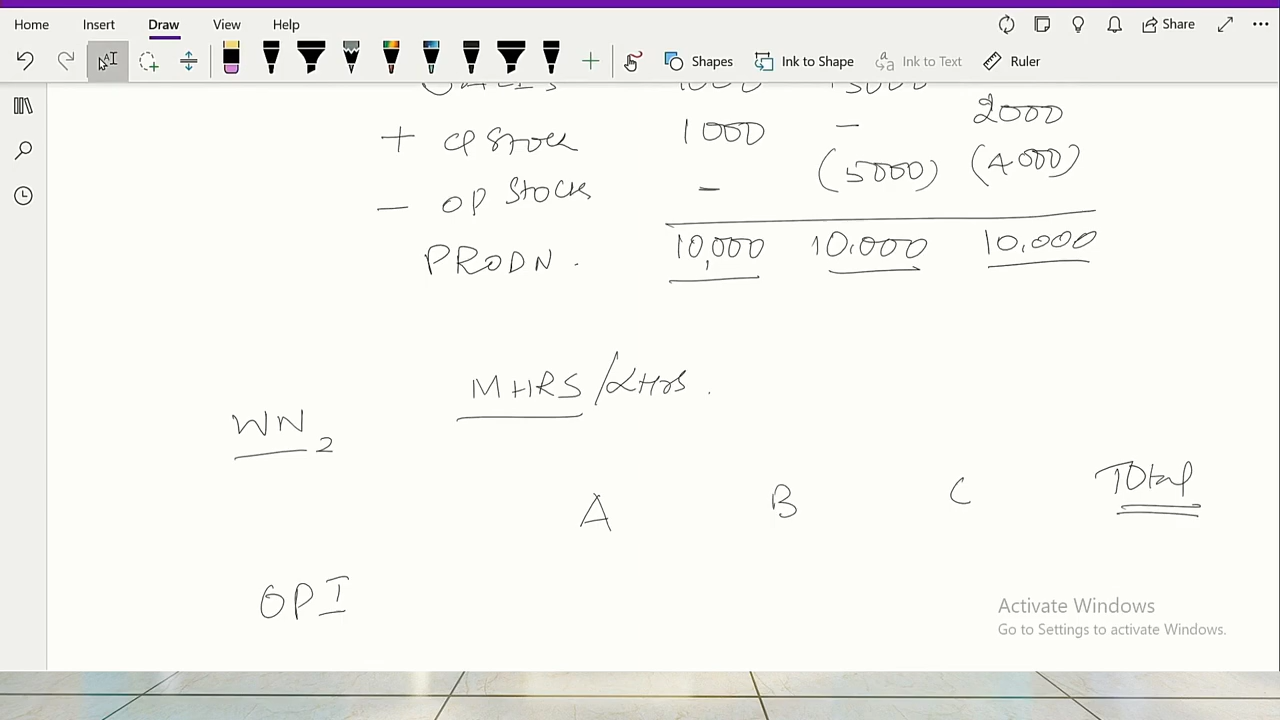 Home Insert Draw View Help Share
Shapes Ink to Shape Ink to Text Ruler
+ Cl Stock 1000 - 2000
- OP Stock - (5000) (4000)
PRODN. 10,000 10,000 10,000
MHRS/LHrs.
WN2
A B C Total
OPI
Activate Windows
Go to Settings to activate Windows.